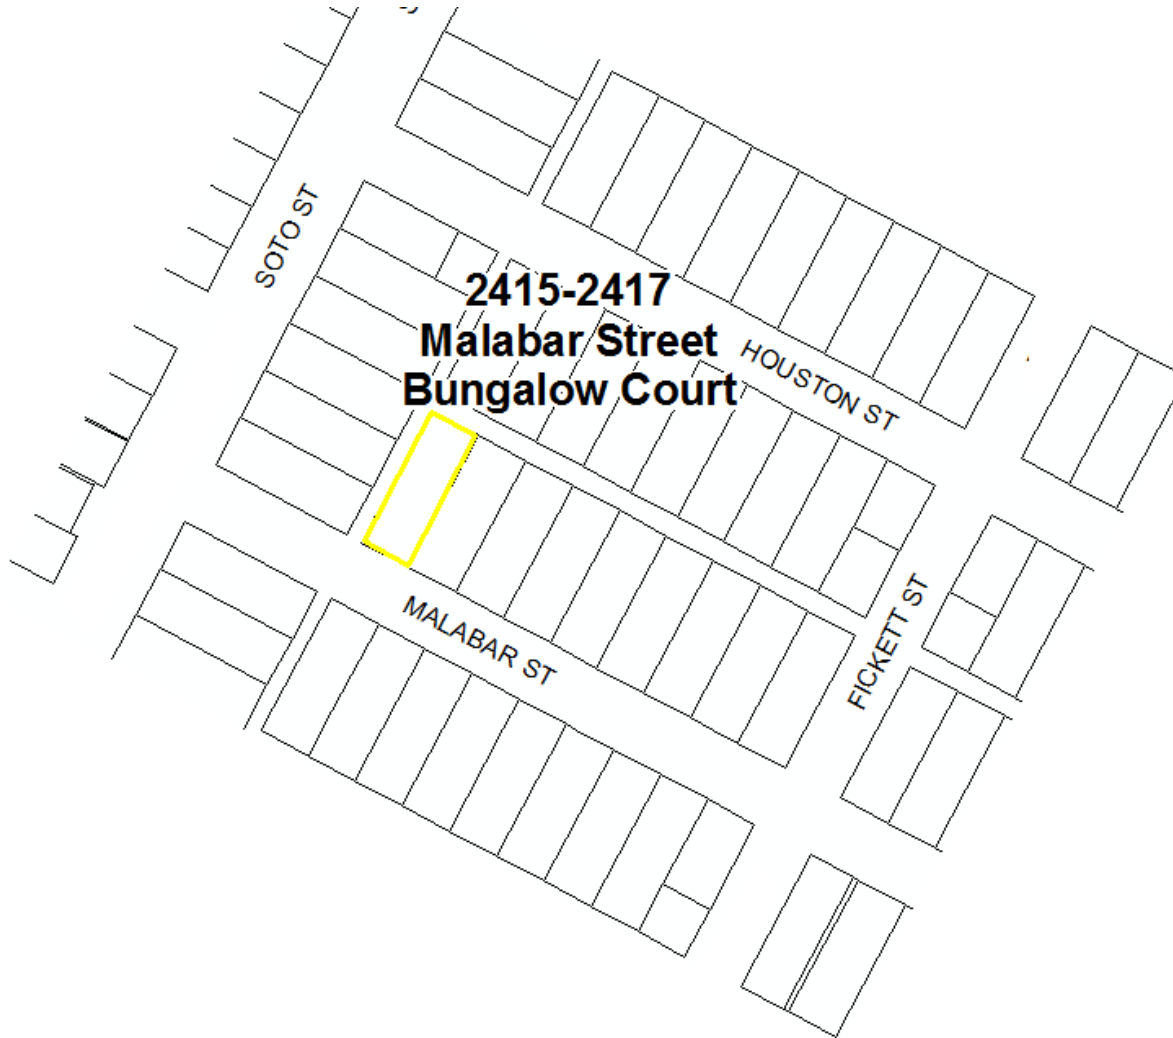 SOTO ST
2415-2417
Malabar Street
Bungalow Court
HOUSTON ST
MALABAR ST
FICKETT ST